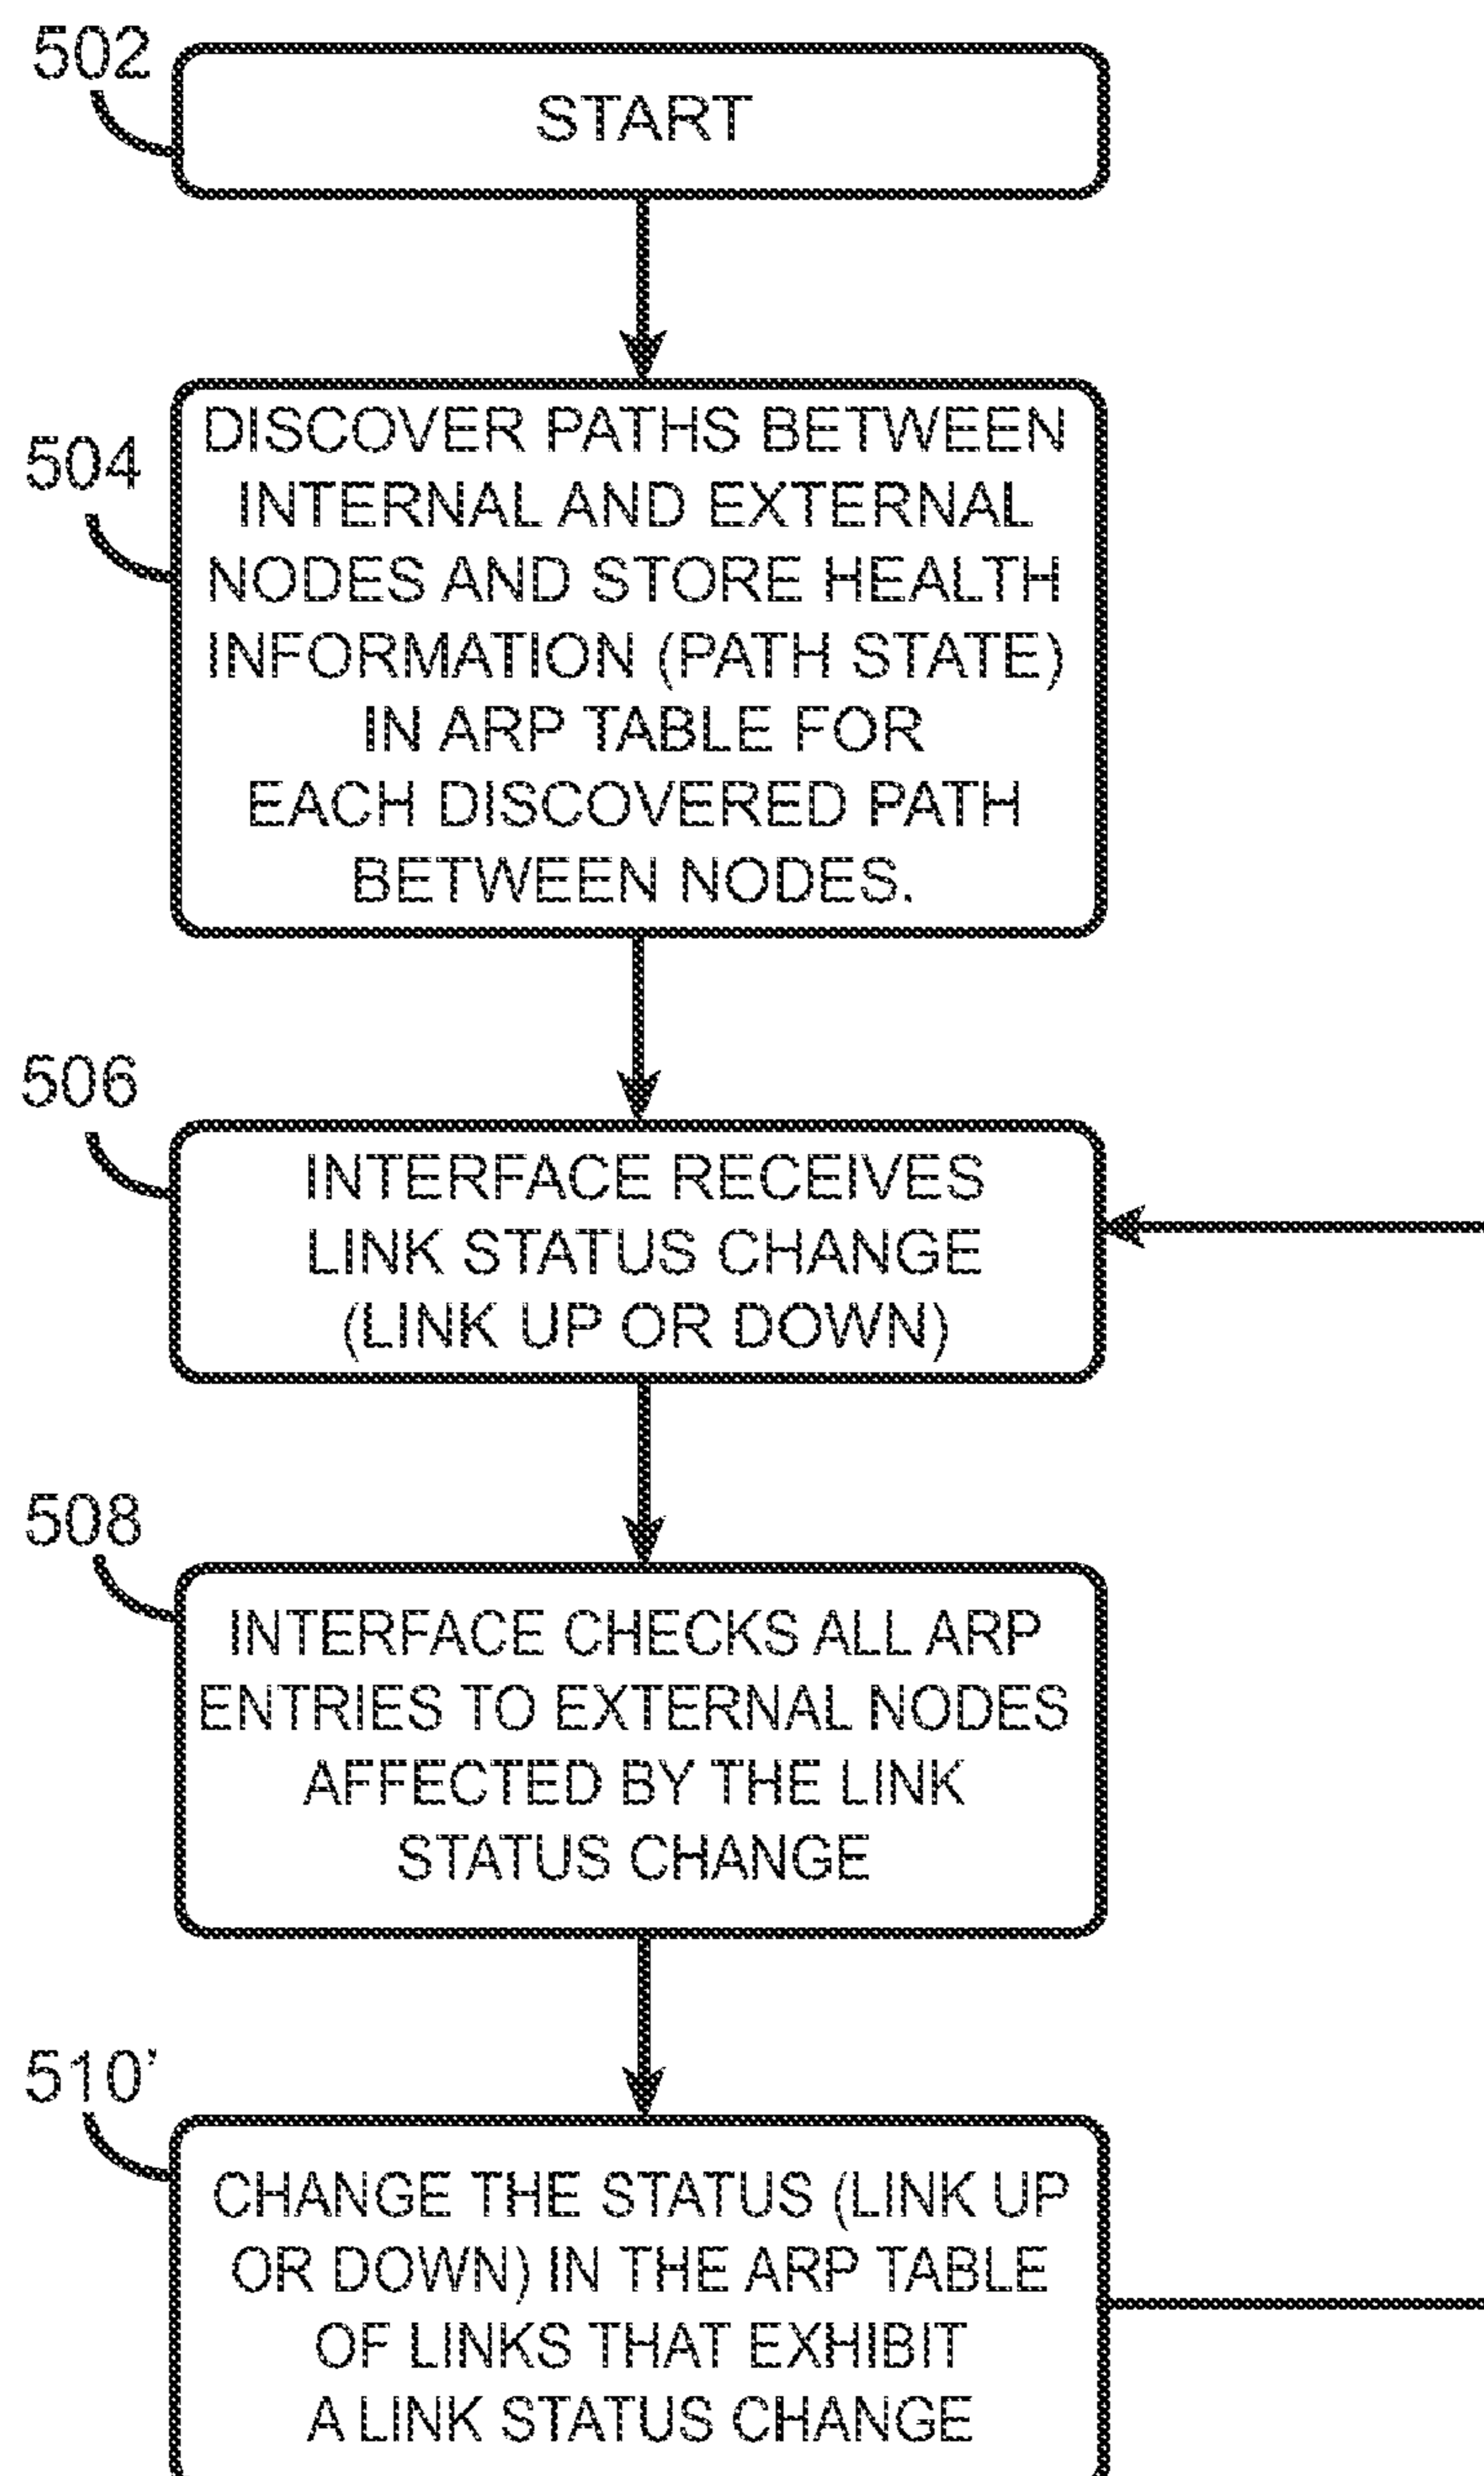 502
START
504
DISCOVER PATHS BETWEEN
INTERNAL AND EXTERNAL
NODES AND STORE HEALTH
INFORMATION (PATH STATE)
IN ARP TABLE FOR
EACH DISCOVERED PATH
BETWEEN NODES.
506
INTERFACE RECEIVES
LINK STATUS CHANGE
(LINK UP OR DOWN)
508
INTERFACE CHECKS ALL ARP
ENTRIES TO EXTERNAL NODES
AFFECTED BY THE LINK
STATUS CHANGE
510’
CHANGE THE STATUS (LINK UP
OR DOWN) IN THE ARP TABLE
OF LINKS THAT EXHIBIT
A LINK STATUS CHANGE